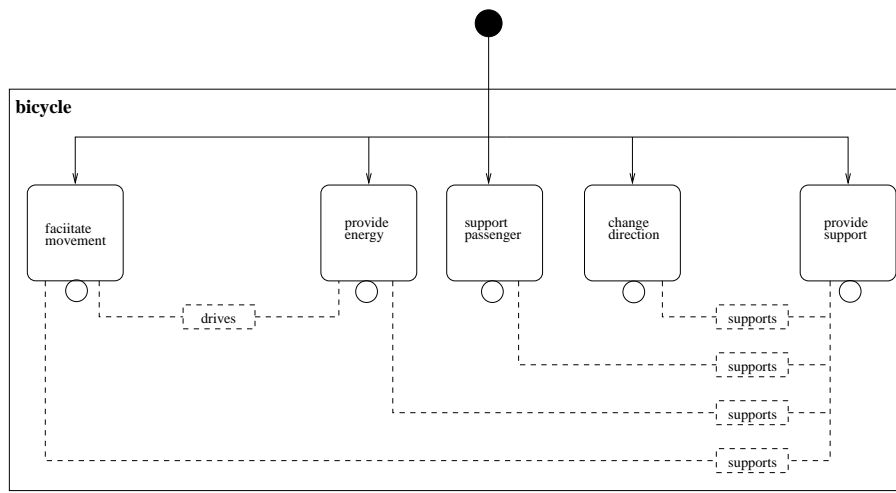 bicycle
faciitate
movement
provide
energy
support
passenger
change
direction
provide
support
drives
supports
supports
supports
supports